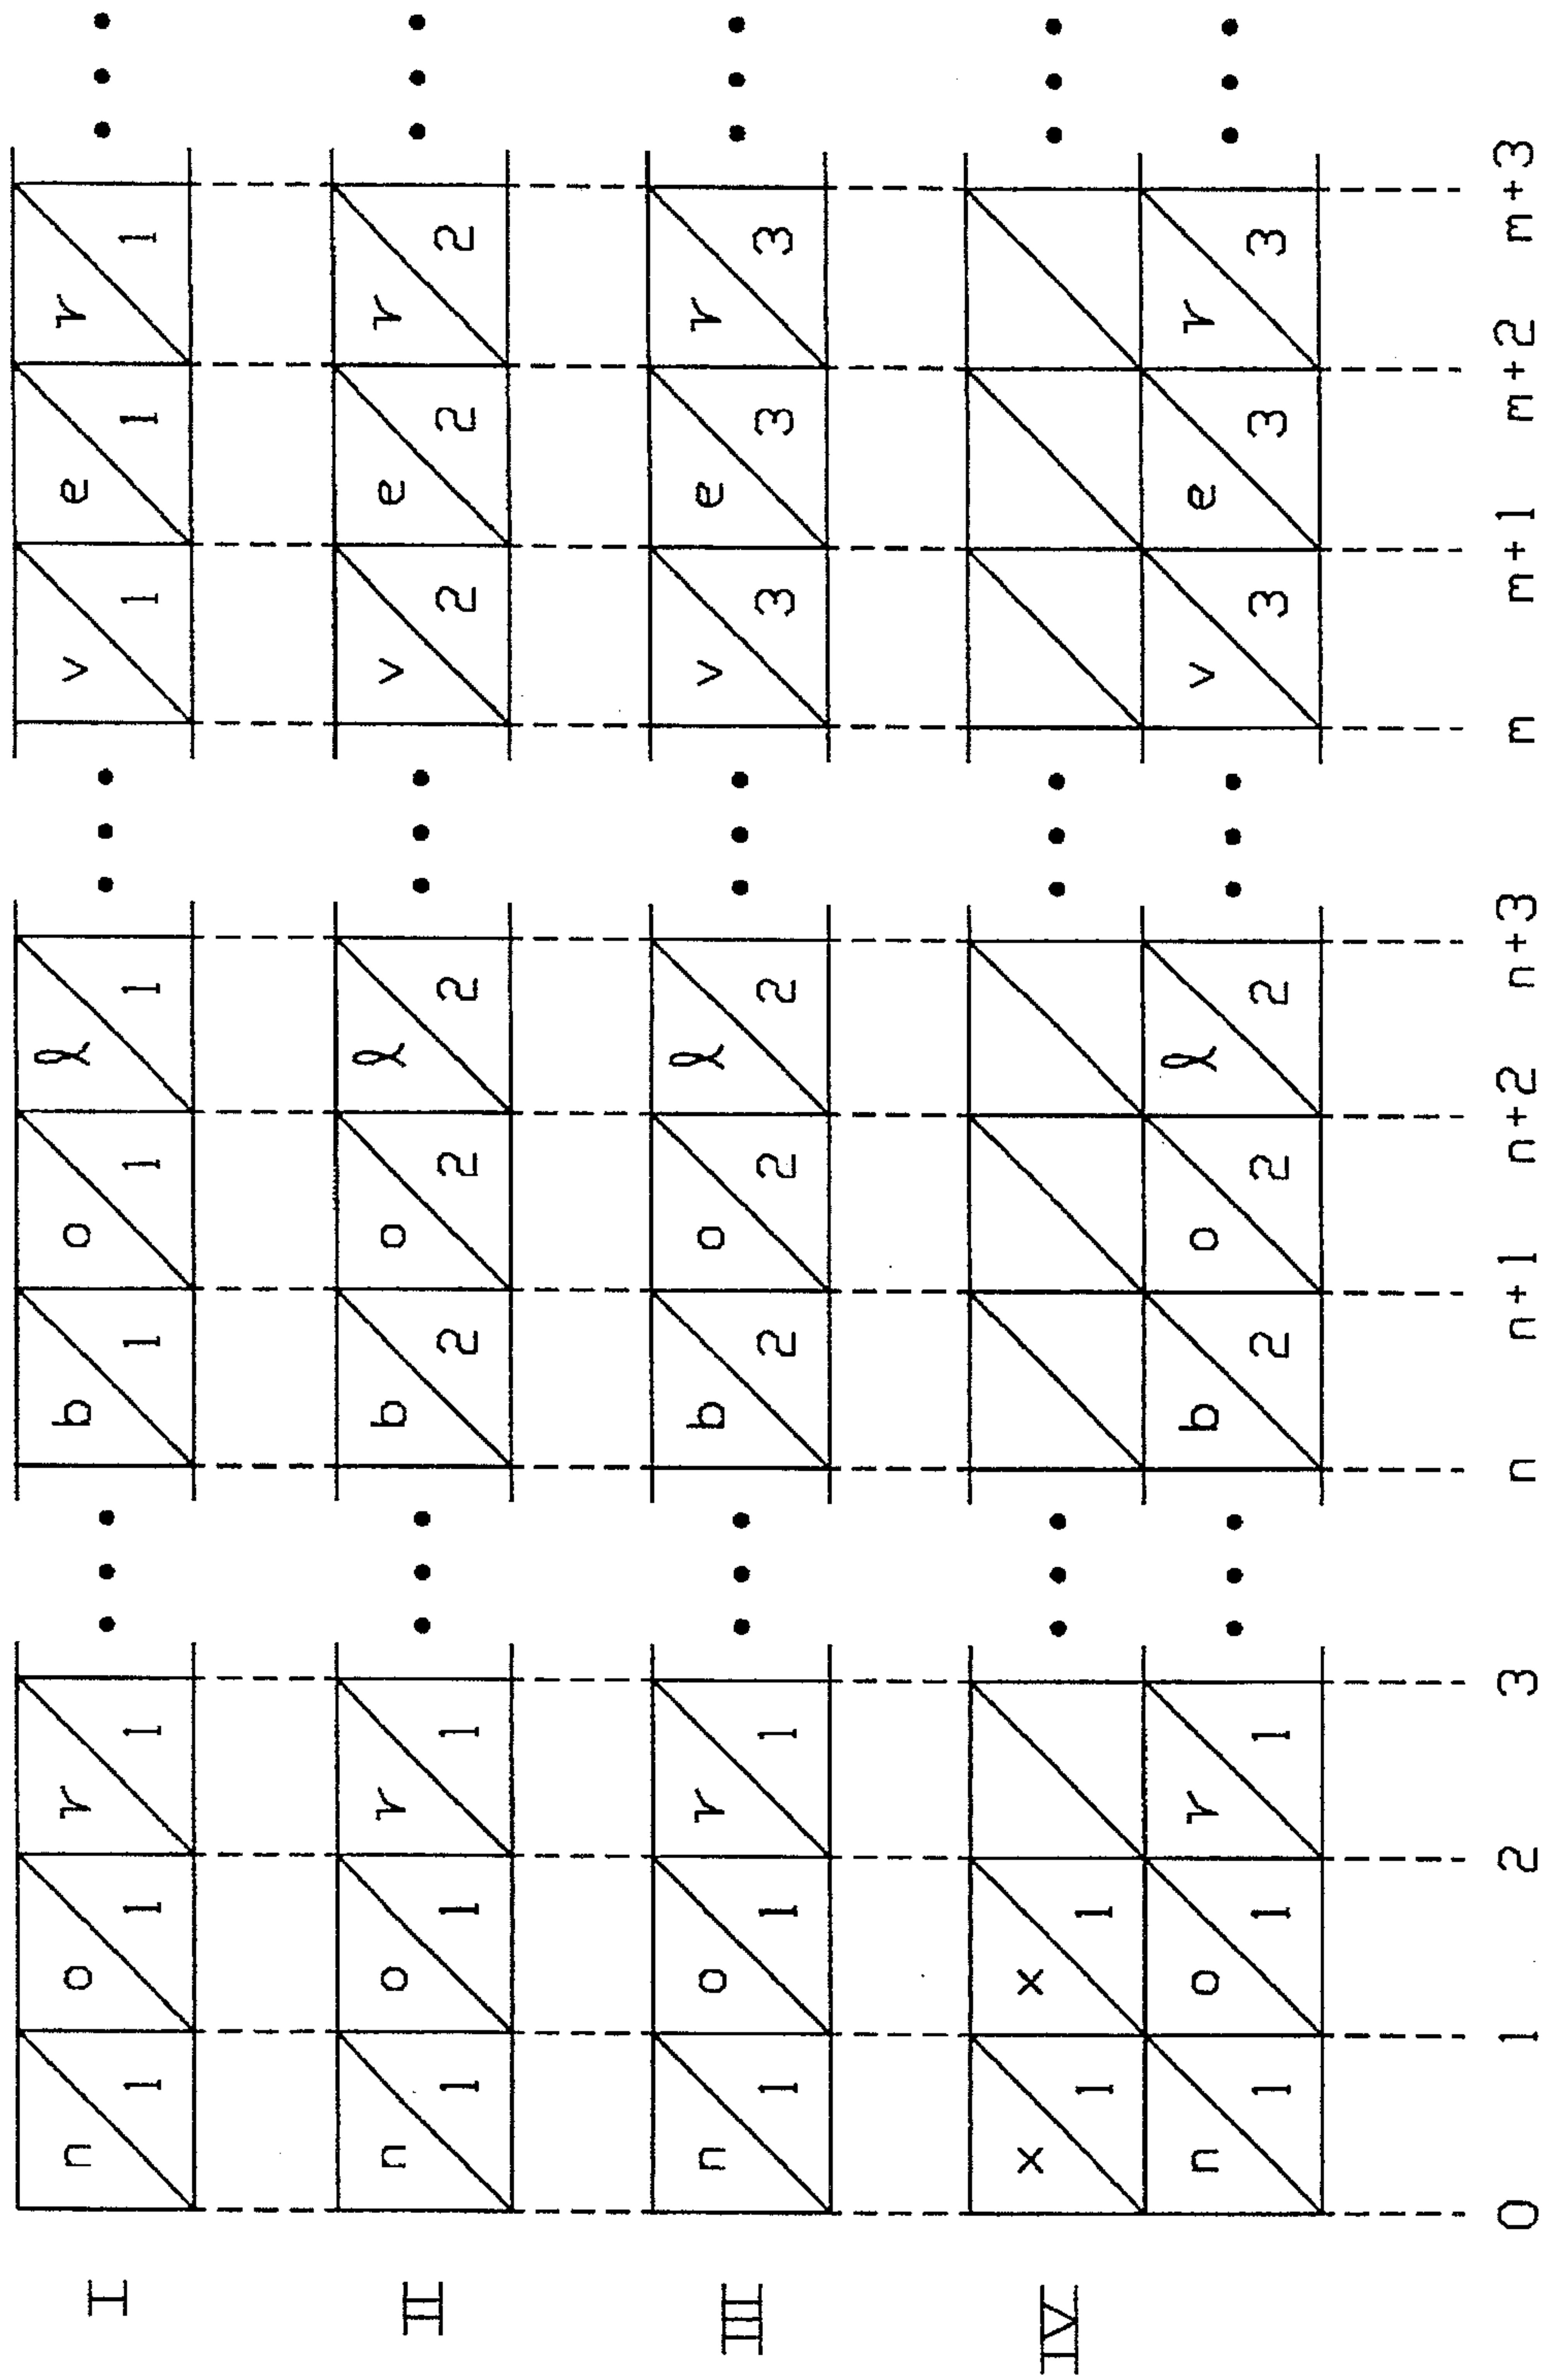 I n 1 o 1 r 1 • • • b 1 o 1 l 1 • • • v 1 e 1 r 1 • • •
II n 1 o 1 r 1 • • • b 2 o 2 l 2 • • • v 2 e 2 r 2 • • •
III n 1 o 1 r 1 • • • b 2 o 2 l 2 • • • v 3 e 3 r 3 • • •
IV x 1 x 1 • • • • • • • • •
n 1 o 1 r 1 • • • b 2 o 2 l 2 • • • v 3 e 3 r 3 • • •
0 1 2 3 n n+1 n+2 n+3 m m+1 m+2 m+3